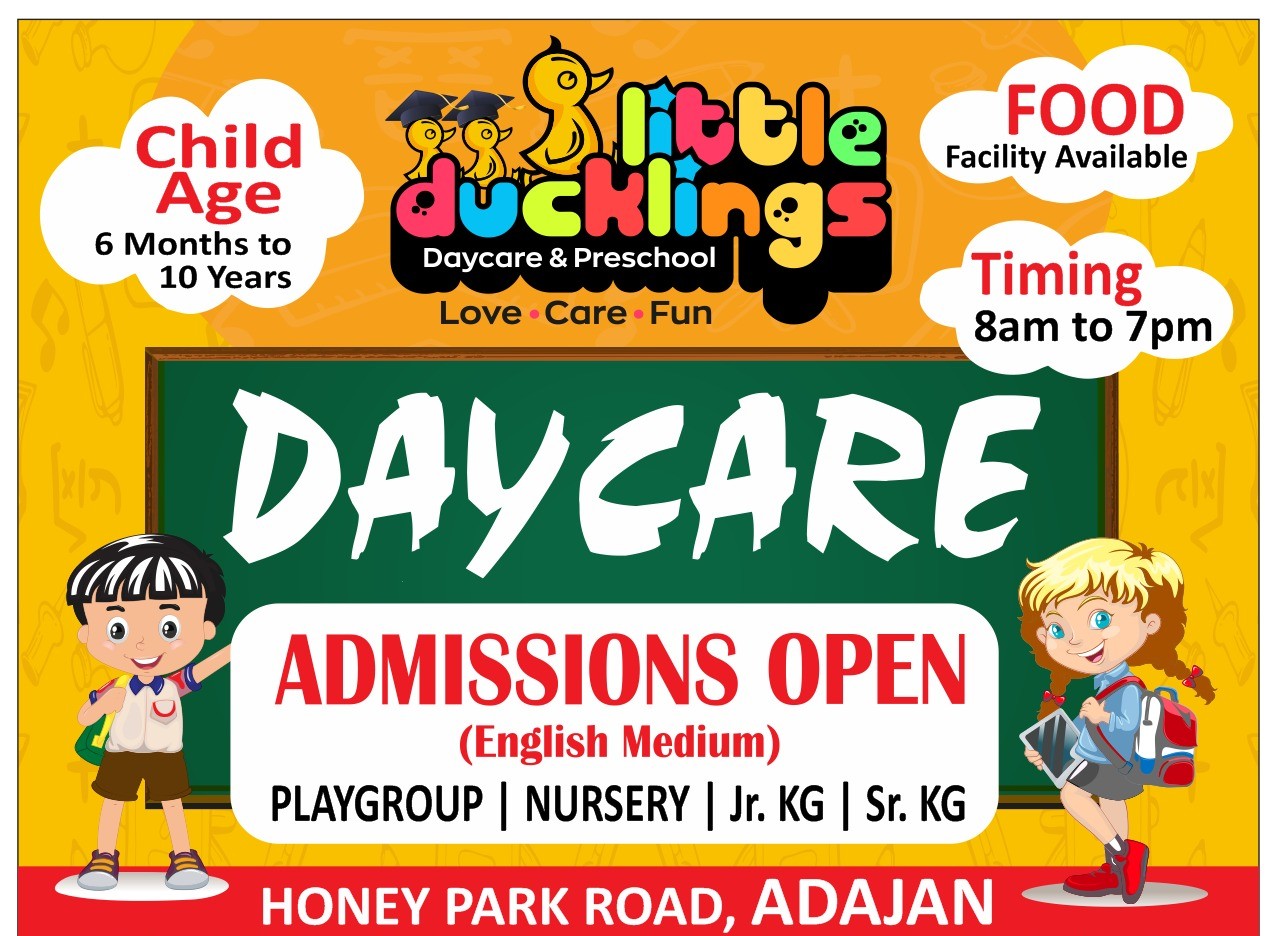 Child
Age
6 Months to
10 Years
little
ducklings
Daycare & Preschool
Love • Care • Fun
FOOD
Facility Available
Timing
8am to 7pm
DAYCARE
ADMISSIONS OPEN
(English Medium)
PLAYGROUP | NURSERY | Jr. KG | Sr. KG
HONEY PARK ROAD, ADAJAN